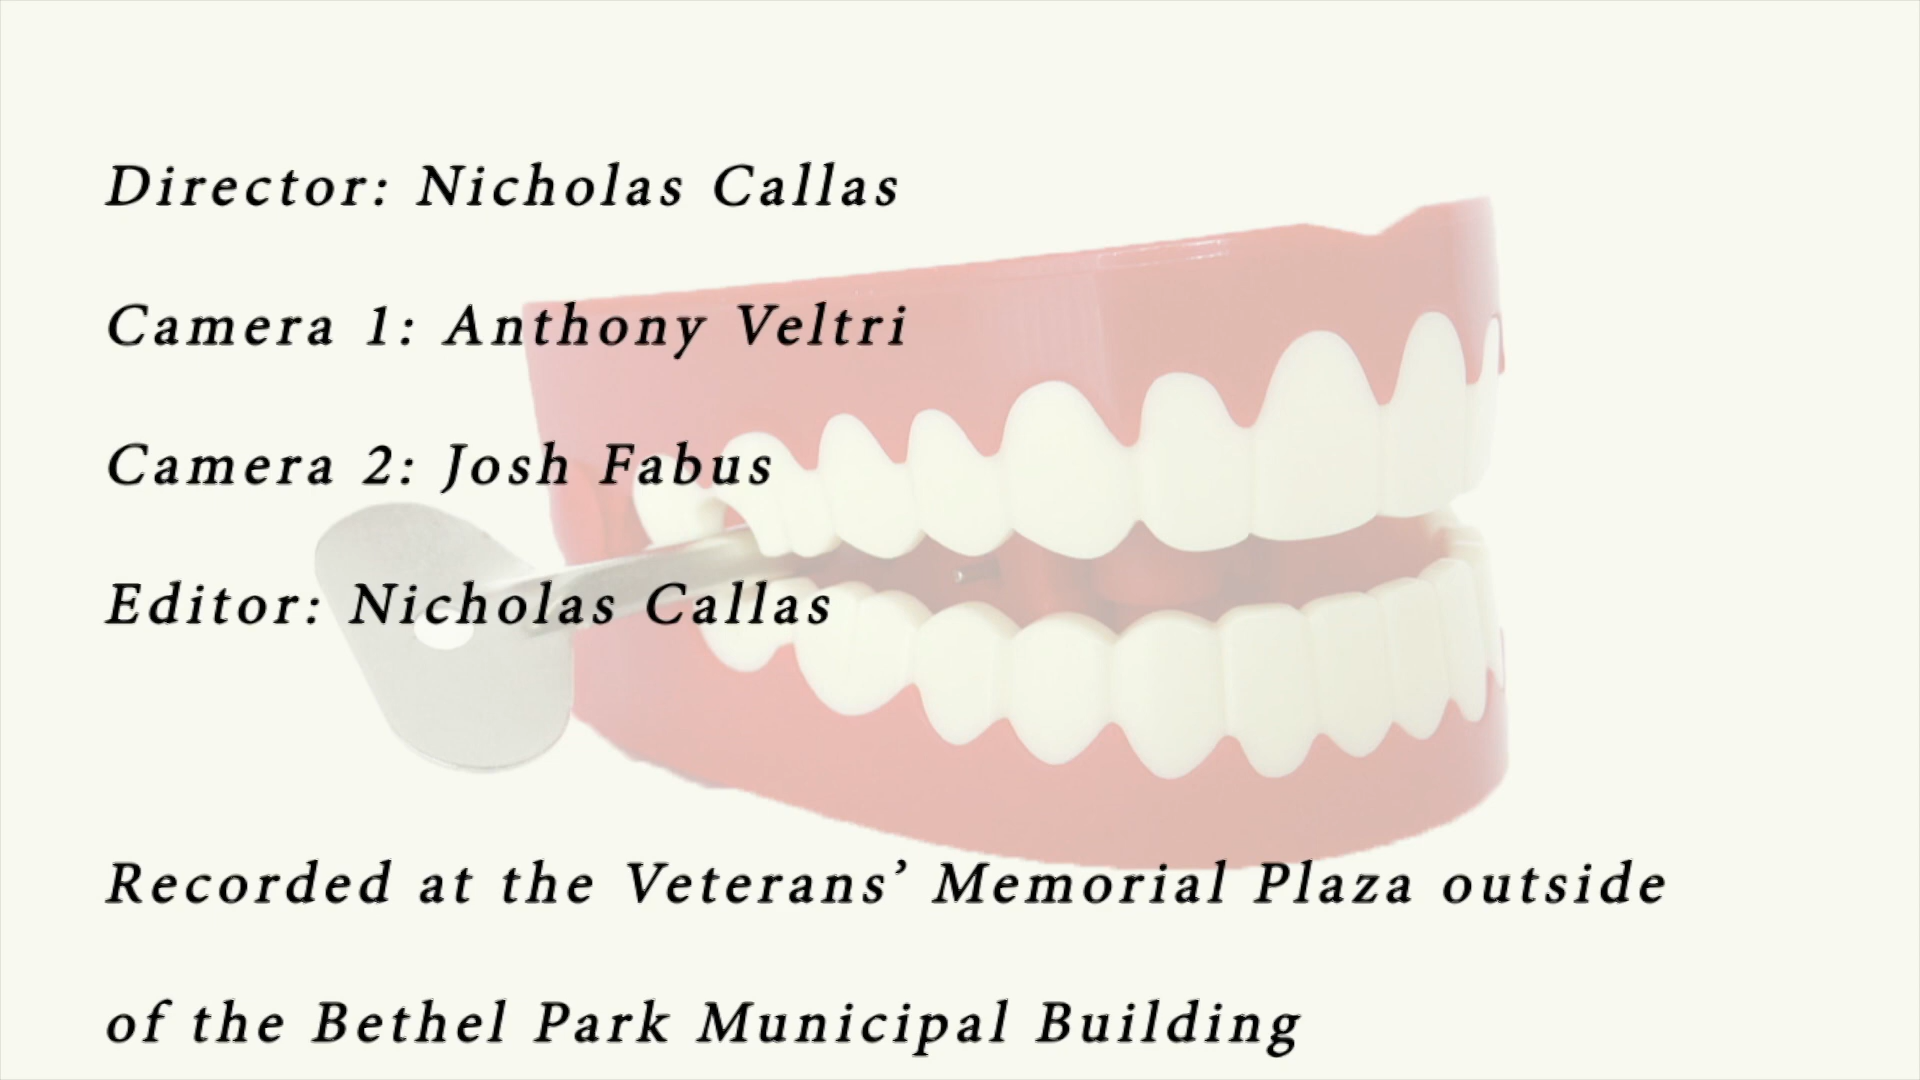 Director: Nicholas Callas
Camera 1: Anthony Veltri
Camera 2: Josh Fabus
Editor: Nicholas Callas
Recorded at the Veterans’ Memorial Plaza outside
of the Bethel Park Municipal Building